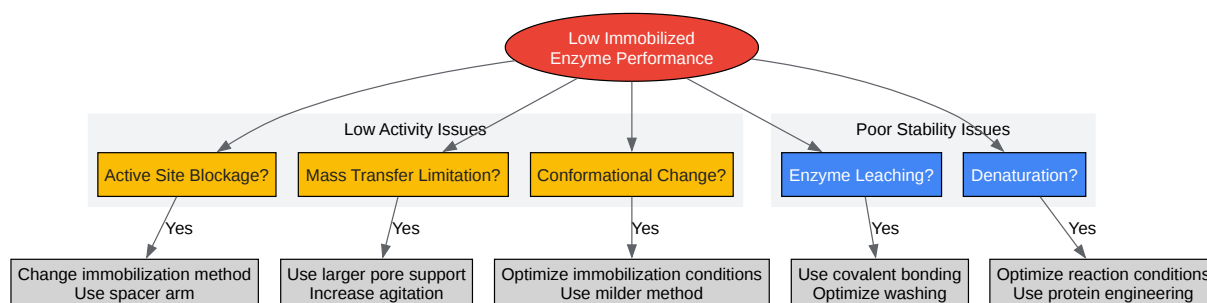 Low Immobilized
Enzyme Performance
Low Activity Issues
Poor Stability Issues
Active Site Blockage?
Mass Transfer Limitation?
Conformational Change?
Enzyme Leaching?
Denaturation?
Yes
Yes
Yes
Yes
Yes
Change immobilization method
Use spacer arm
Use larger pore support
Increase agitation
Optimize immobilization conditions
Use milder method
Use covalent bonding
Optimize washing
Optimize reaction conditions
Use protein engineering